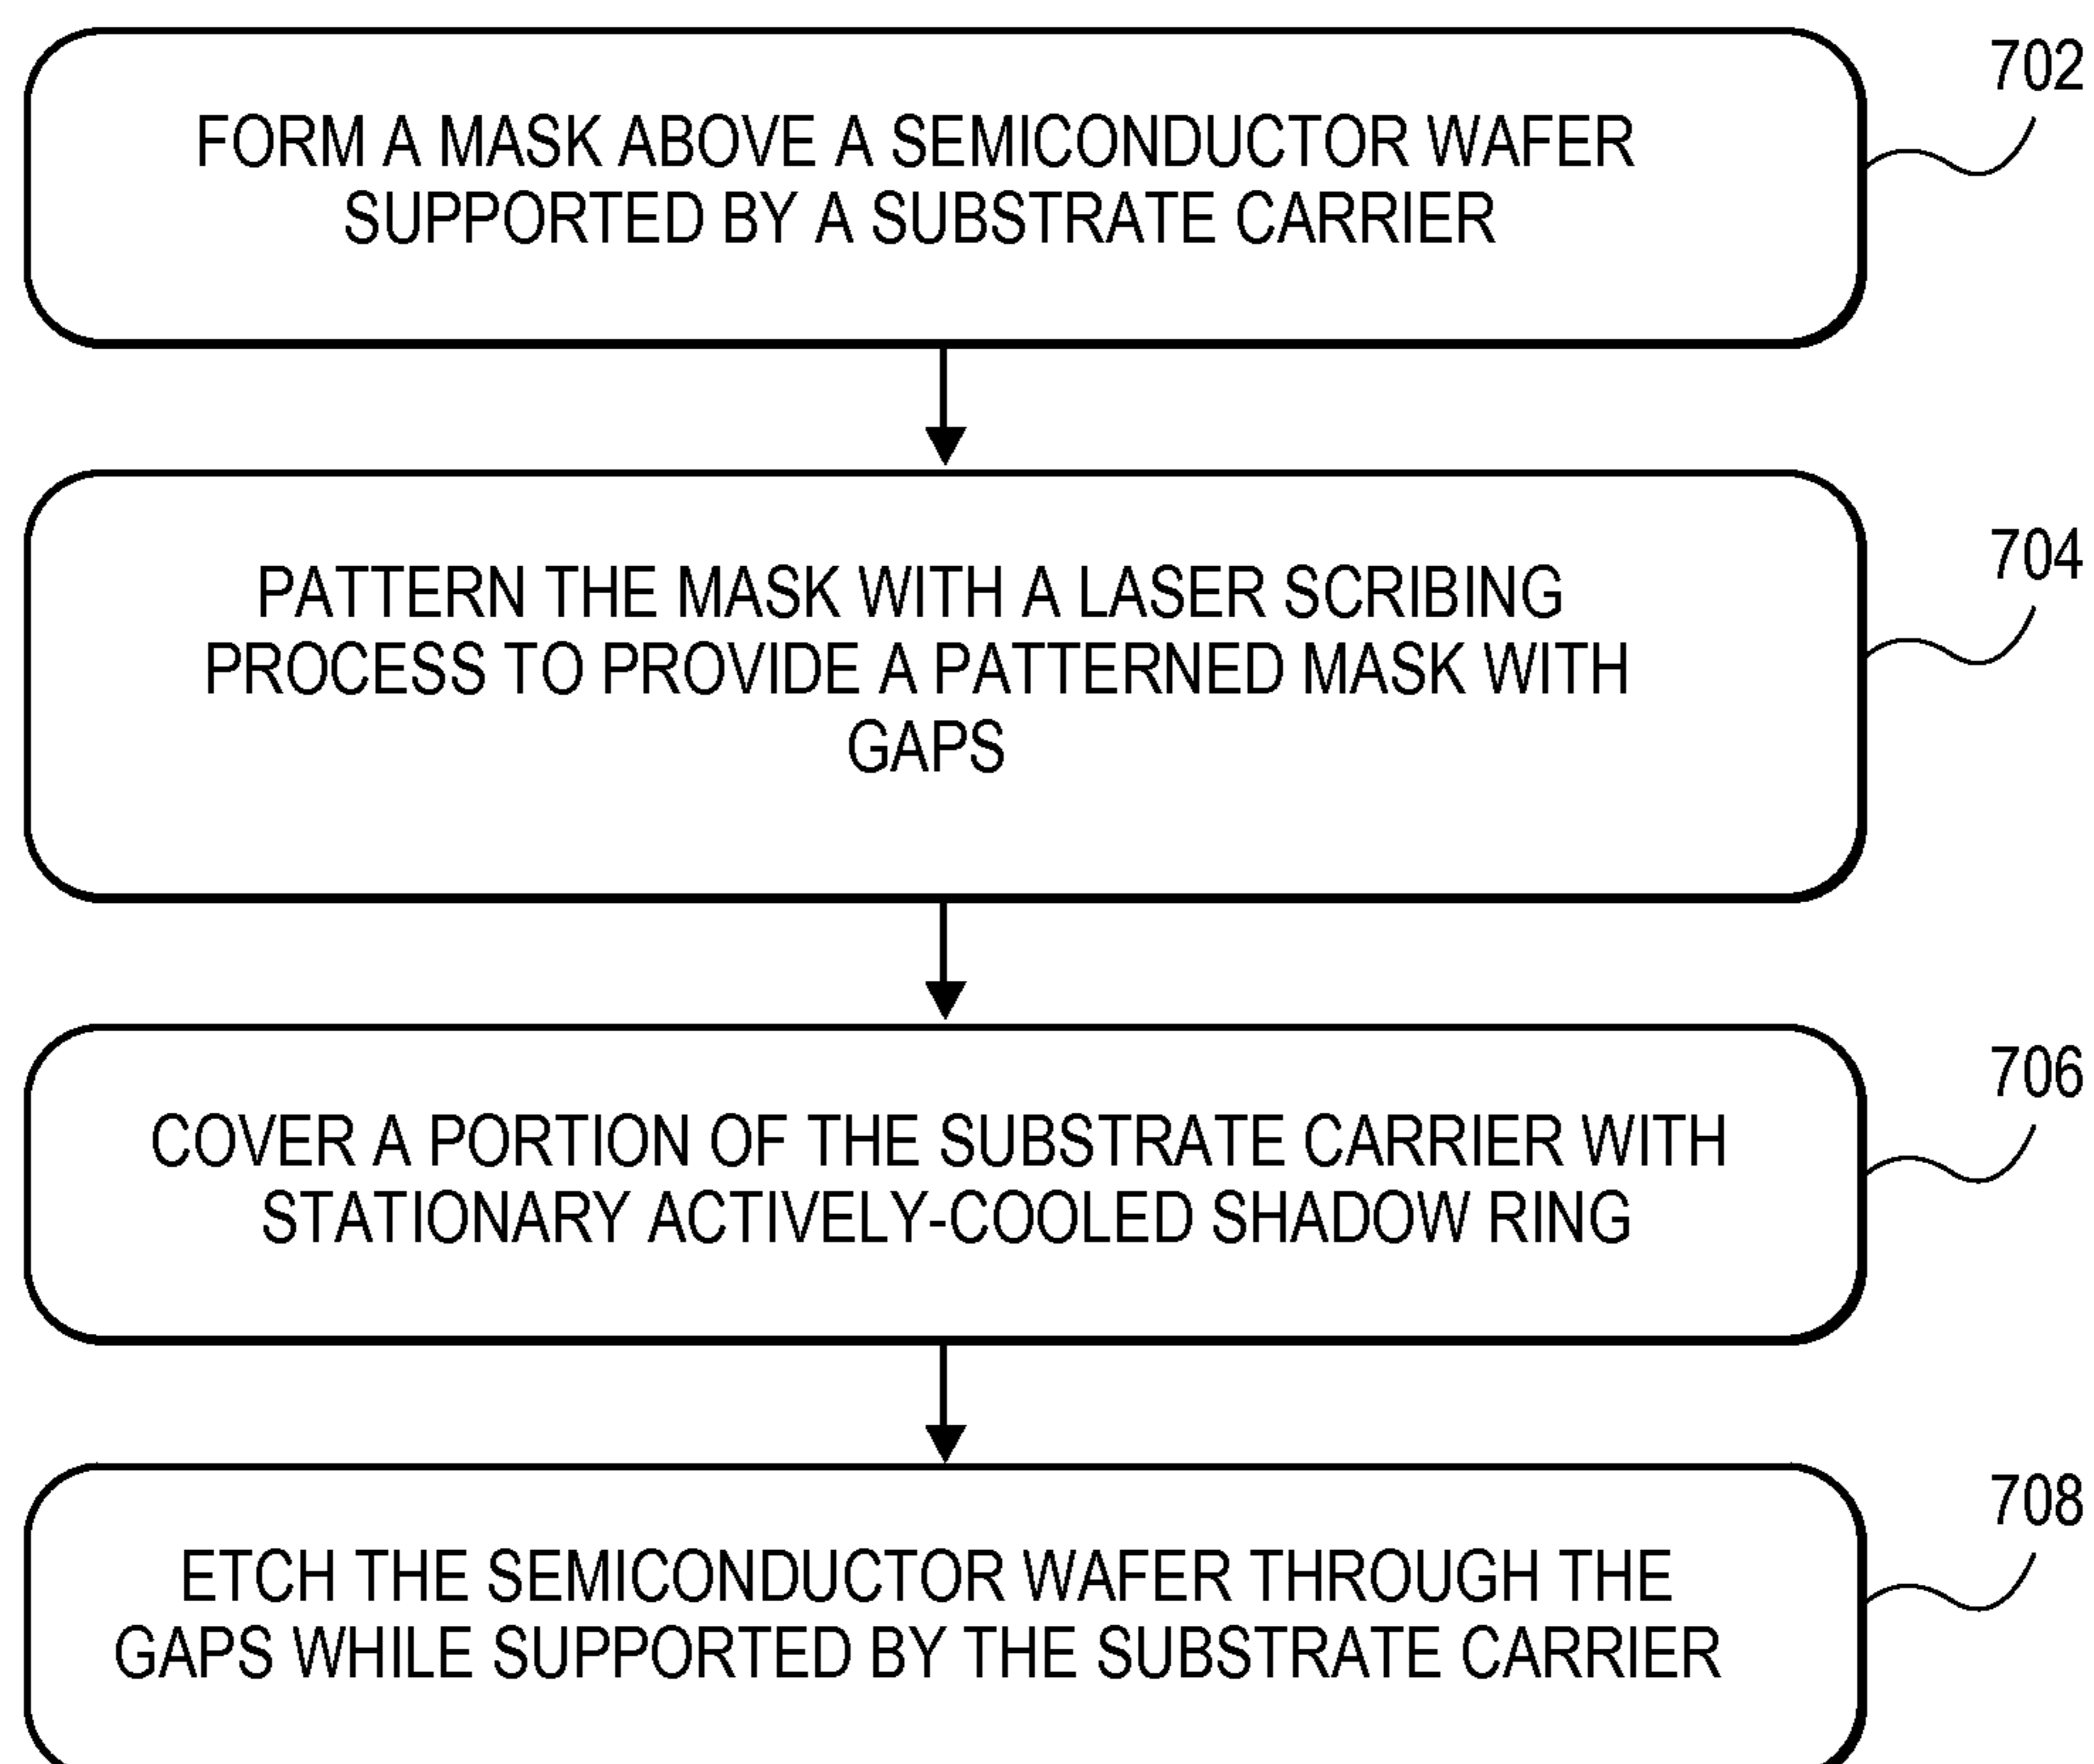 702
FORM A MASK ABOVE A SEMICONDUCTOR WAFER
SUPPORTED BY A SUBSTRATE CARRIER
704
PATTERN THE MASK WITH A LASER SCRIBING
PROCESS TO PROVIDE A PATTERNED MASK WITH
GAPS
706
COVER A PORTION OF THE SUBSTRATE CARRIER WITH
STATIONARY ACTIVELY-COOLED SHADOW RING
708
ETCH THE SEMICONDUCTOR WAFER THROUGH THE
GAPS WHILE SUPPORTED BY THE SUBSTRATE CARRIER